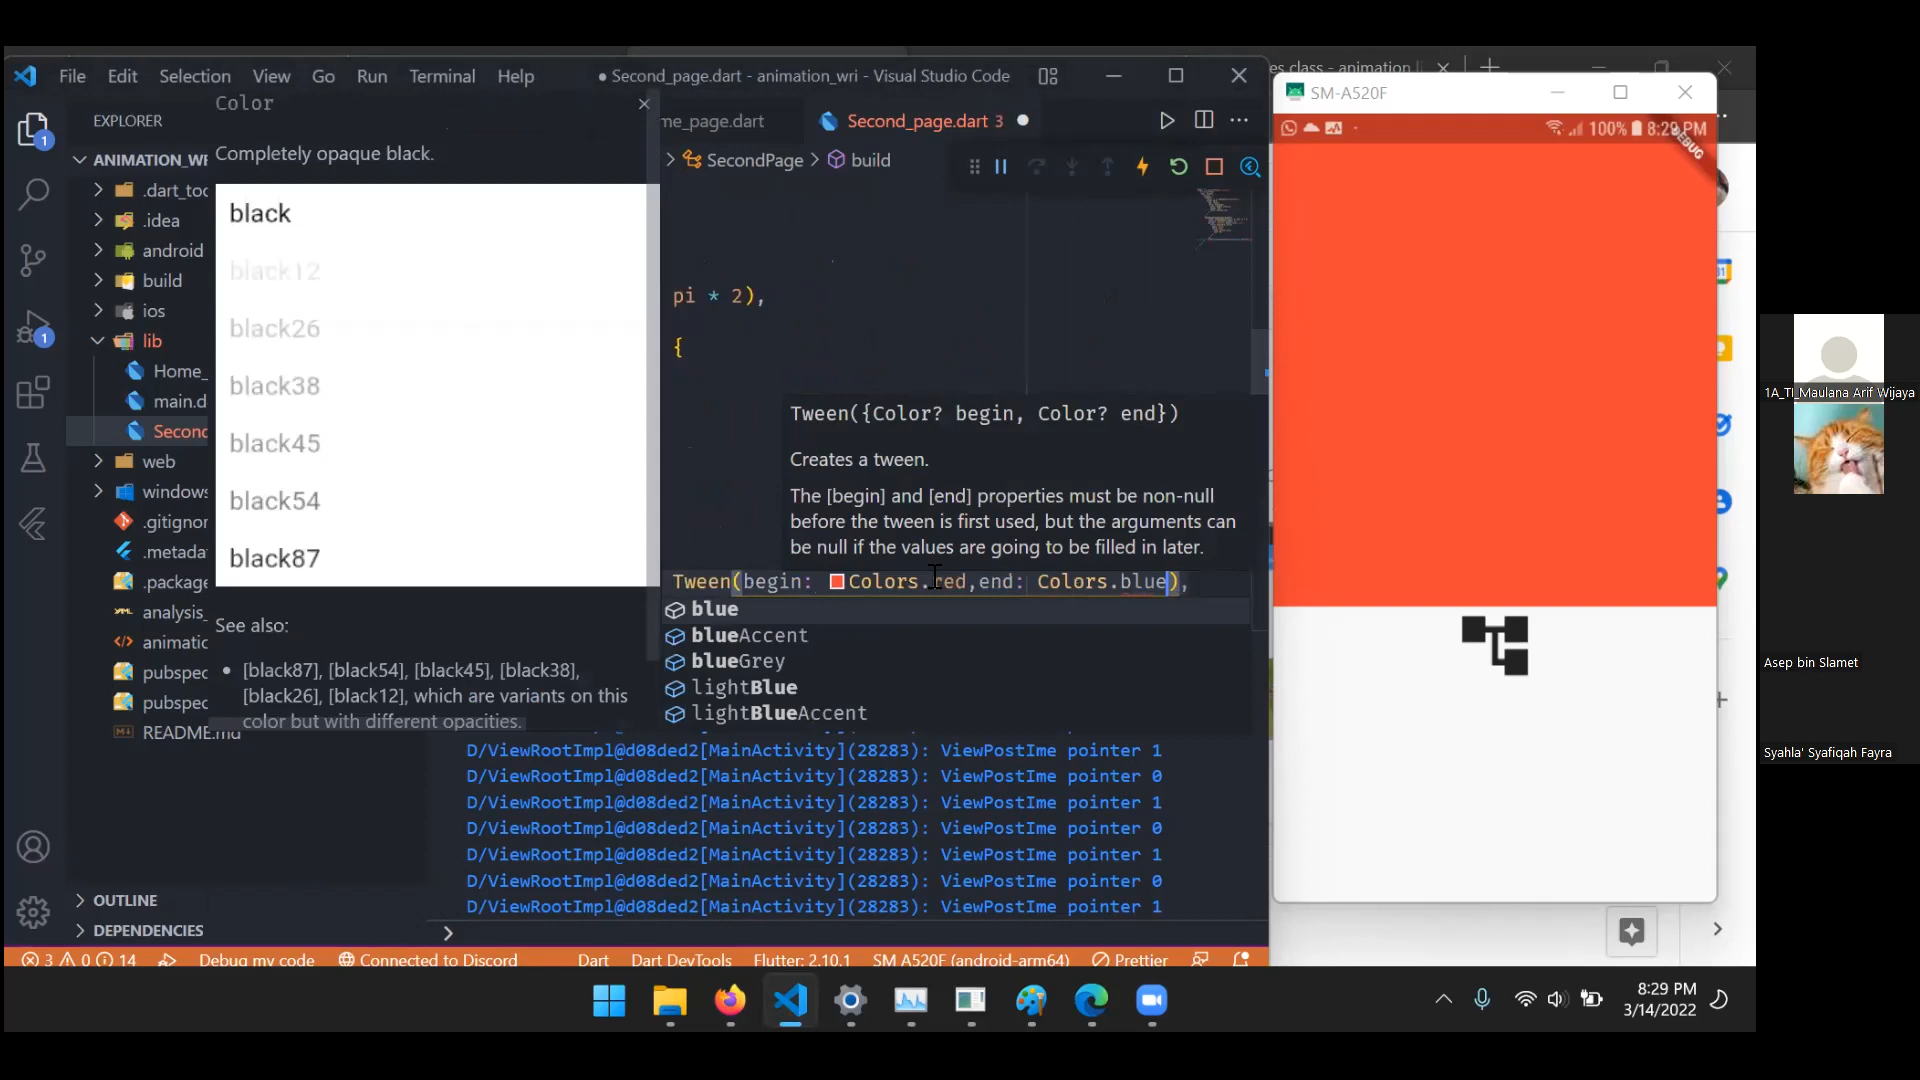 File Edit Selection View Go Run Terminal Help
● Second_page.dart - animation_wri - Visual Studio Code
es class - animation
SM-A520F
100% 8:29 PM
DEBUG
EXPLORER
me_page.dart
Second_page.dart 3
SecondPage > build
ANIMATION_WR
.dart_too
.idea
android
build
ios
lib
Home_
main.d
Second
web
windows
.gitignor
.metada
.package
analysis_
animatio
pubspec
pubspec
README.md
OUTLINE
DEPENDENCIES
Color
Completely opaque black.
black
black12
black26
black38
black45
black54
black87
See also:
• [black87], [black54], [black45], [black38],
[black26], [black12], which are variants on this
color but with different opacities.
pi * 2),
{
Tween({Color? begin, Color? end})
Creates a tween.
The [begin] and [end] properties must be non-null
before the tween is first used, but the arguments can
be null if the values are going to be filled in later.
Tween(begin: Colors.red,end: Colors.blue),
blue
blueAccent
blueGrey
lightBlue
lightBlueAccent
D/ViewRootImpl@d08ded2[MainActivity](28283): ViewPostIme pointer 1
D/ViewRootImpl@d08ded2[MainActivity](28283): ViewPostIme pointer 0
D/ViewRootImpl@d08ded2[MainActivity](28283): ViewPostIme pointer 1
D/ViewRootImpl@d08ded2[MainActivity](28283): ViewPostIme pointer 0
D/ViewRootImpl@d08ded2[MainActivity](28283): ViewPostIme pointer 1
D/ViewRootImpl@d08ded2[MainActivity](28283): ViewPostIme pointer 0
D/ViewRootImpl@d08ded2[MainActivity](28283): ViewPostIme pointer 1
3 0 14 Debug my code Connected to Discord Dart Dart DevTools Flutter: 2.10.1 SM A520F (android-arm64) Prettier
8:29 PM
3/14/2022
1A_TI_Maulana Arif Wijaya
Asep bin Slamet
Syahla' Syafiqah Fayra